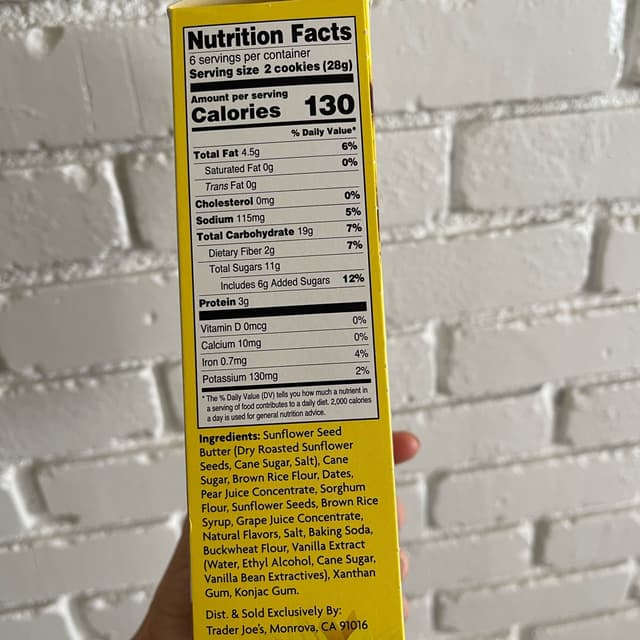 Nutrition Facts
6 servings per container
Serving size 2 cookies (28g)
Amount per serving
Calories 130
% Daily Value*
Total Fat 4.5g 6%
Saturated Fat 0g 0%
Trans Fat 0g
Cholesterol 0mg 0%
Sodium 115mg 5%
Total Carbohydrate 19g 7%
Dietary Fiber 2g 7%
Total Sugars 11g
Includes 6g Added Sugars 12%
Protein 3g
Vitamin D 0mcg 0%
Calcium 10mg 0%
Iron 0.7mg 4%
Potassium 130mg 2%
* The % Daily Value (DV) tells you how much a nutrient in
a serving of food contributes to a daily diet. 2,000 calories
a day is used for general nutrition advice.
Ingredients: Sunflower Seed
Butter (Dry Roasted Sunflower
Seeds, Cane Sugar, Salt), Cane
Sugar, Brown Rice Flour, Dates,
Pear Juice Concentrate, Sorghum
Flour, Sunflower Seeds, Brown Rice
Syrup, Grape Juice Concentrate,
Natural Flavors, Salt, Baking Soda,
Buckwheat Flour, Vanilla Extract
(Water, Ethyl Alcohol, Cane Sugar,
Vanilla Bean Extractives), Xanthan
Gum, Konjac Gum.
Dist. & Sold Exclusively By:
Trader Joe's, Monrova, CA 91016